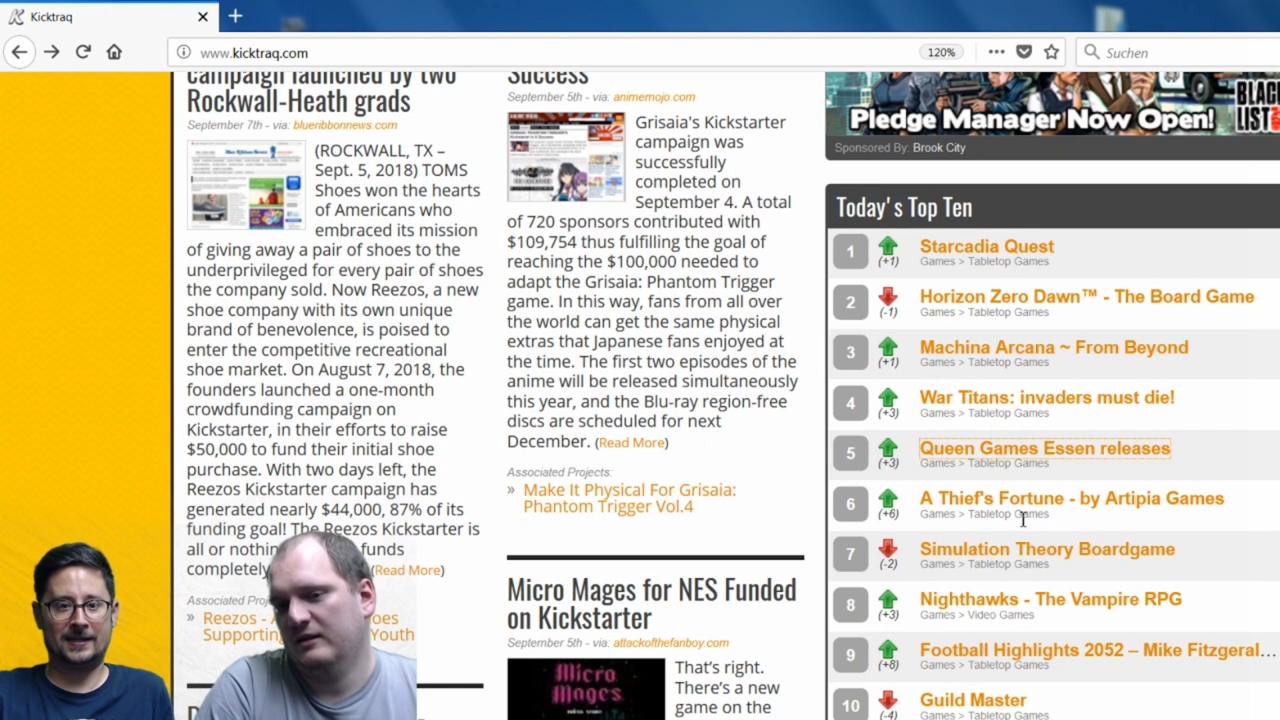 Kicktraq
www.kicktraq.com
120%
Suchen
campaign launched by two
Rockwall-Heath grads
September 7th - via: blueribbonnews.com
(ROCKWALL, TX –
Sept. 5, 2018) TOMS
Shoes won the hearts
of Americans who
embraced its mission
of giving away a pair of shoes to the
underprivileged for every pair of shoes
the company sold. Now Reezos, a new
shoe company with its own unique
brand of benevolence, is poised to
enter the competitive recreational
shoe market. On August 7, 2018, the
founders launched a one-month
crowdfunding campaign on
Kickstarter, in their efforts to raise
$50,000 to fund their initial shoe
purchase. With two days left, the
Reezos Kickstarter campaign has
generated nearly $44,000, 87% of its
funding goal! The Reezos Kickstarter is
all or nothin funds
completely (Read More)
Associated Proj
» Reezos - A oes
Supporting Youth
Success
September 5th - via: animemojo.com
Grisaia's Kickstarter
campaign was
successfully
completed on
September 4. A total
of 720 sponsors contributed with
$109,754 thus fulfilling the goal of
reaching the $100,000 needed to
adapt the Grisaia: Phantom Trigger
game. In this way, fans from all over
the world can get the same physical
extras that Japanese fans enjoyed at
the time. The first two episodes of the
anime will be released simultaneously
this year, and the Blu-ray region-free
discs are scheduled for next
December. (Read More)
Associated Projects:
» Make It Physical For Grisaia:
Phantom Trigger Vol.4
Micro Mages for NES Funded
on Kickstarter
September 5th - via: attackofthefanboy.com
Micro
Mages
That's right.
There's a new
game on the
BLACK
LIST
Pledge Manager Now Open!
Sponsored By: Brook City
Today's Top Ten
1 (+1) Starcadia Quest
Games > Tabletop Games
2 (-1) Horizon Zero Dawn™ - The Board Game
Games > Tabletop Games
3 (+1) Machina Arcana ~ From Beyond
Games > Tabletop Games
4 (+3) War Titans: invaders must die!
Games > Tabletop Games
5 (+3) Queen Games Essen releases
Games > Tabletop Games
6 (+6) A Thief's Fortune - by Artipia Games
Games > Tabletop Games
7 (-2) Simulation Theory Boardgame
Games > Tabletop Games
8 (+3) Nighthawks - The Vampire RPG
Games > Video Games
9 (+8) Football Highlights 2052 – Mike Fitzgeral...
Games > Tabletop Games
10 (-4) Guild Master
Games > Tabletop Games